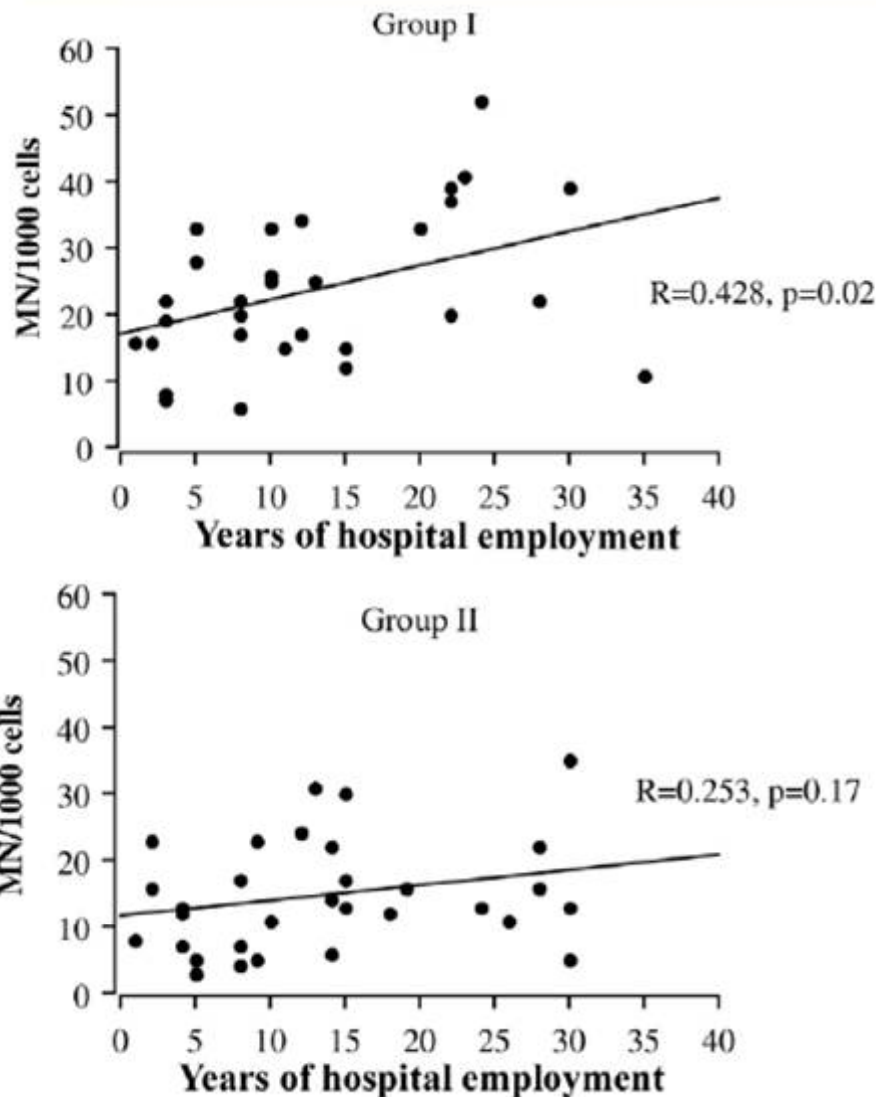 Group I
60
50
40
30
20
10
0
MN/1000 cells
R=0.428, p=0.02
0 5 10 15 20 25 30 35 40
Years of hospital employment
Group II
60
50
40
30
20
10
0
MN/1000 cells
R=0.253, p=0.17
0 5 10 15 20 25 30 35 40
Years of hospital employment